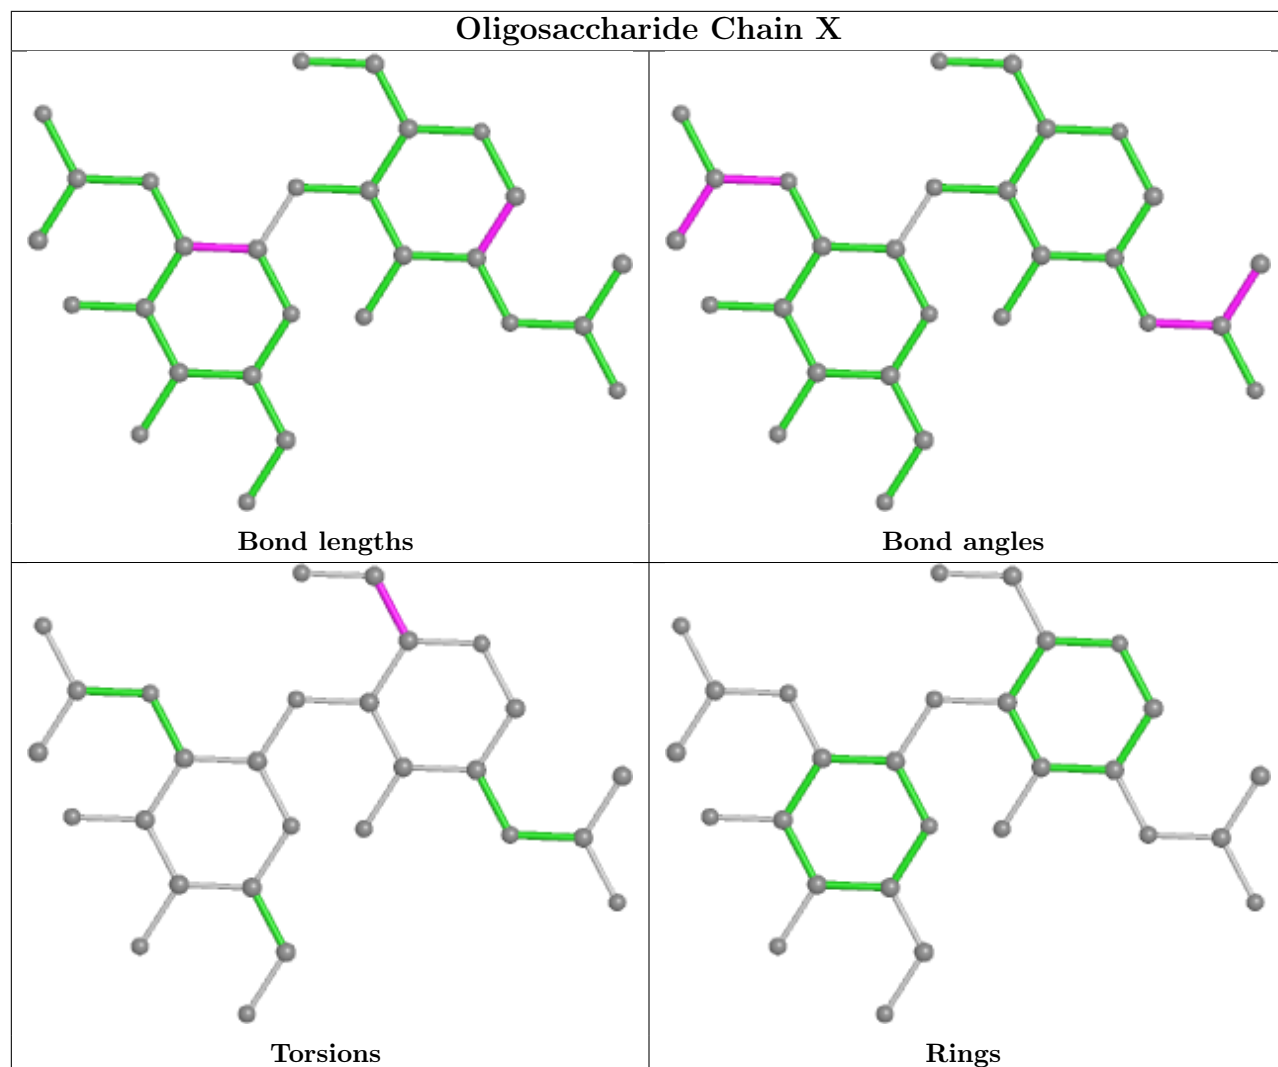 Oligosaccharide Chain X
Bond lengths
Bond angles
Torsions
Rings